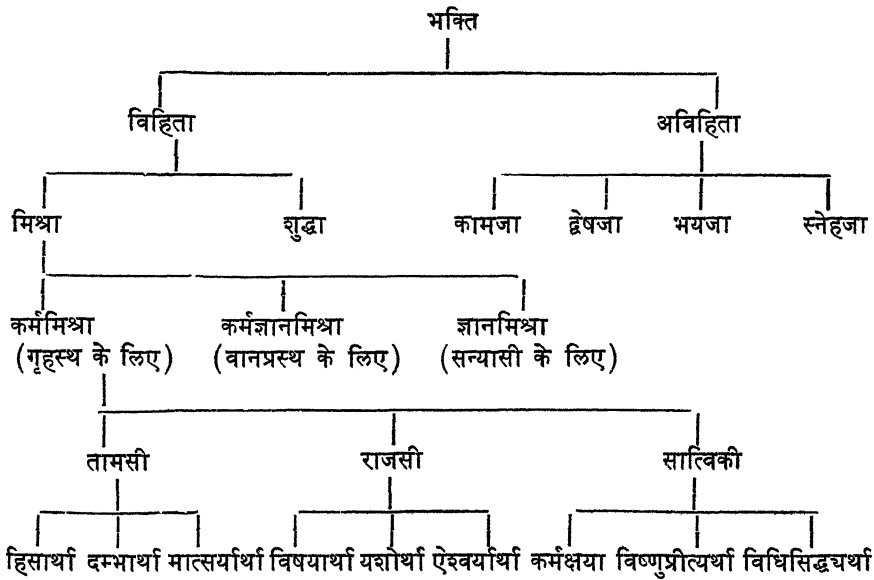 भक्ति
विहिता अविहिता
मिश्रा शुद्धा कामजा द्वेषजा भयजा स्नेहजा
कर्ममिश्रा कर्मज्ञानमिश्रा ज्ञानमिश्रा
(गृहस्थ के लिए) (वानप्रस्थ के लिए) (सन्यासी के लिए)
तामसी राजसी सात्विकी
हिसार्था दम्भार्था मात्सर्यार्था विषयार्था यशोर्था ऐश्वर्यार्था कर्मक्षया विष्णुप्रीत्यर्था विधिसिद्ध्यर्था